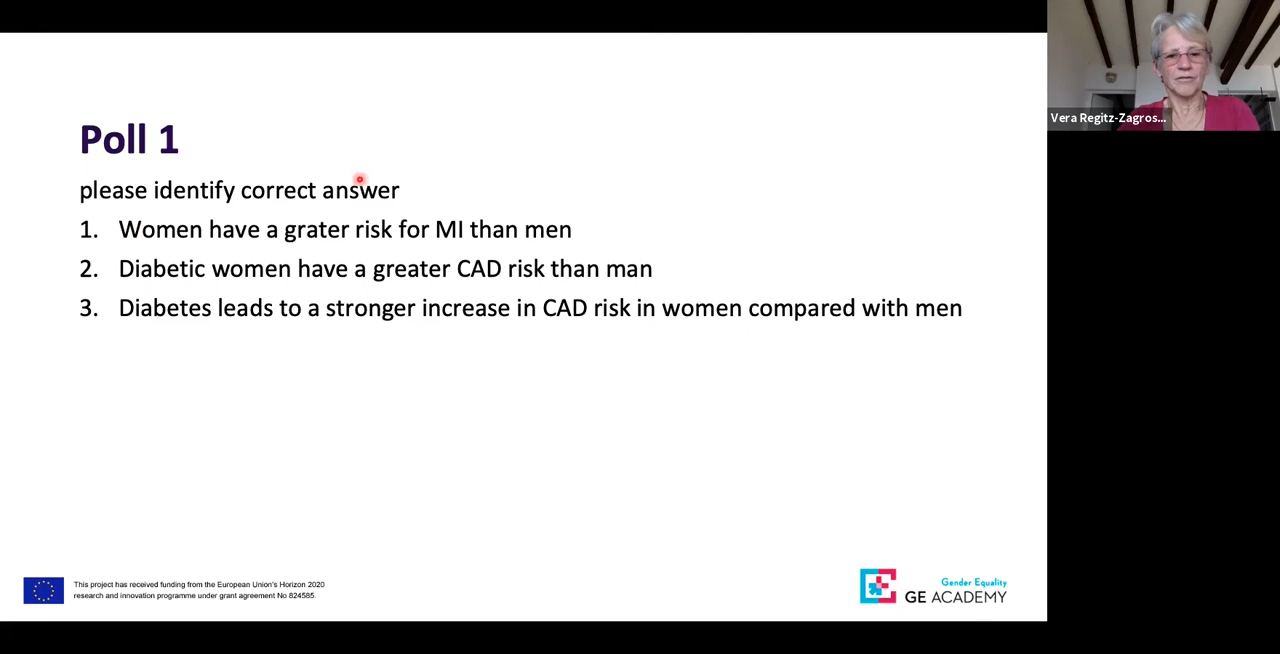 Poll 1
please identify correct answer
1. Women have a grater risk for MI than men
2. Diabetic women have a greater CAD risk than man
3. Diabetes leads to a stronger increase in CAD risk in women compared with men
This project has received funding from the European Union's Horizon 2020
research and innovation programme under grant agreement No 824585.
Gender Equality
GE ACADEMY
Vera Regitz-Zagros...